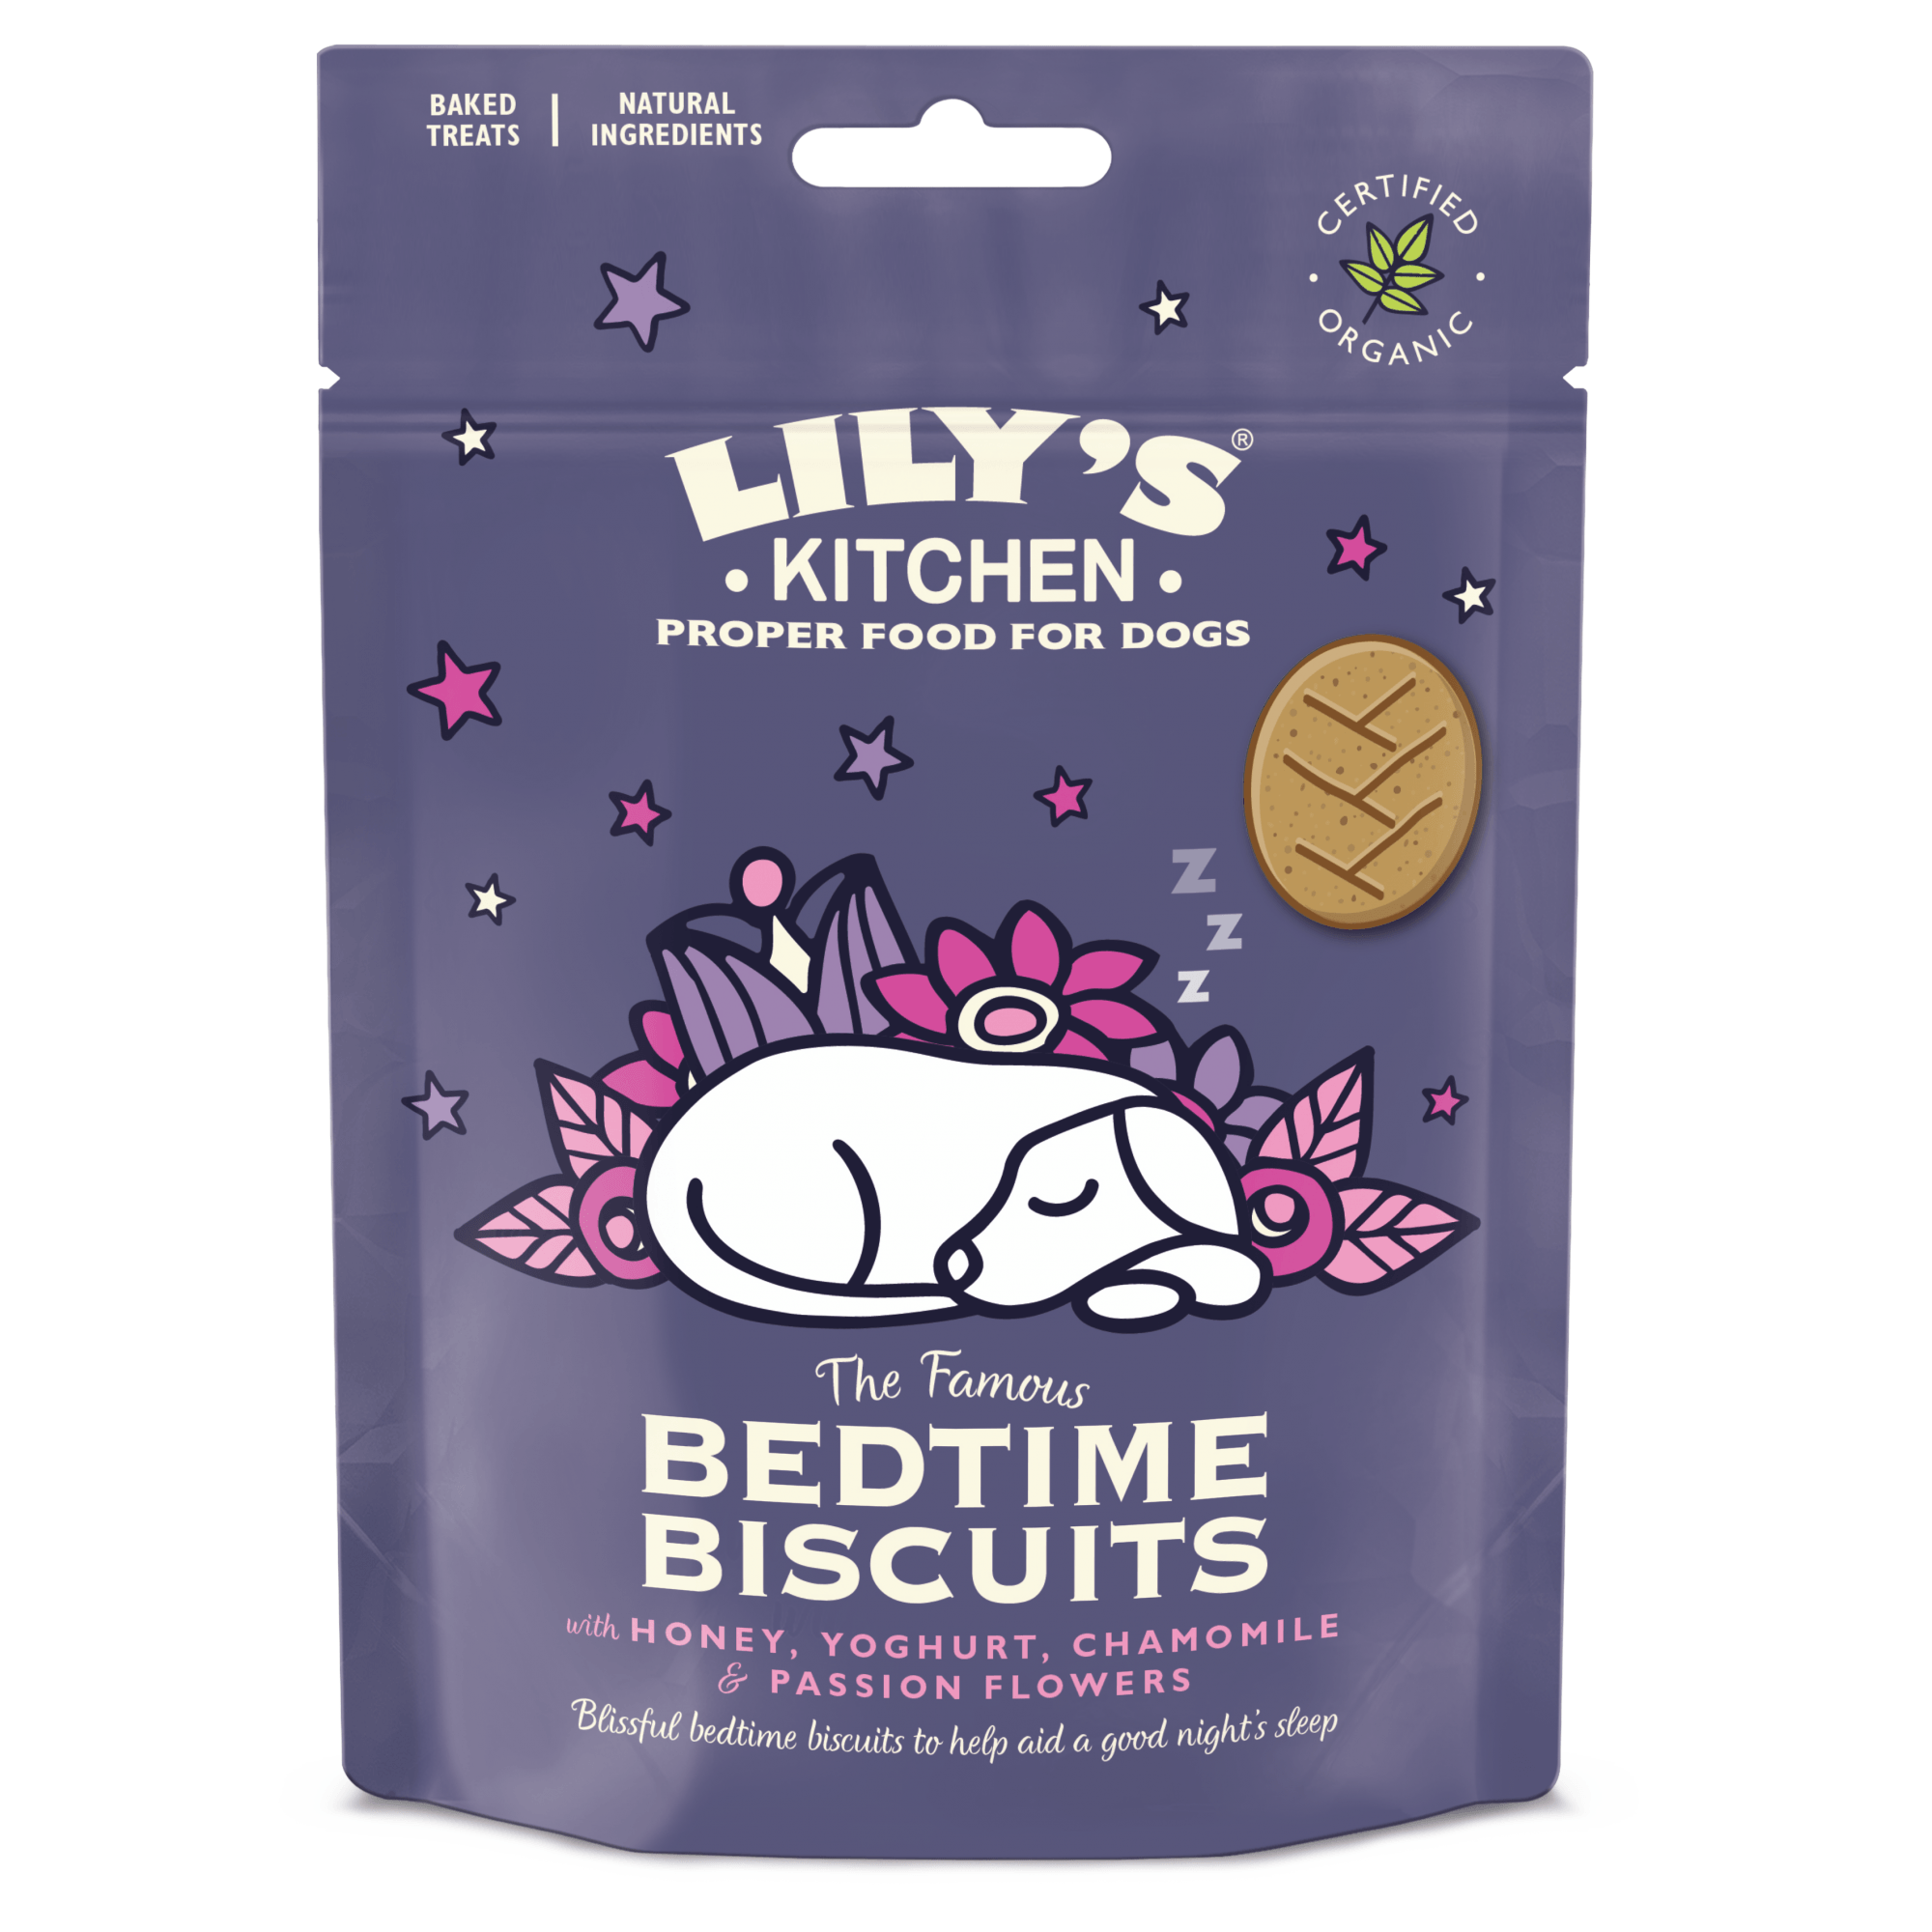 BAKED
TREATS
NATURAL
INGREDIENTS
CERTIFIED
ORGANIC
LILY'S®
• KITCHEN •
PROPER FOOD FOR DOGS
Z
Z
Z
The Famous
BEDTIME
BISCUITS
with HONEY, YOGHURT, CHAMOMILE
& PASSION FLOWERS
Blissful bedtime biscuits to help aid a good night's sleep